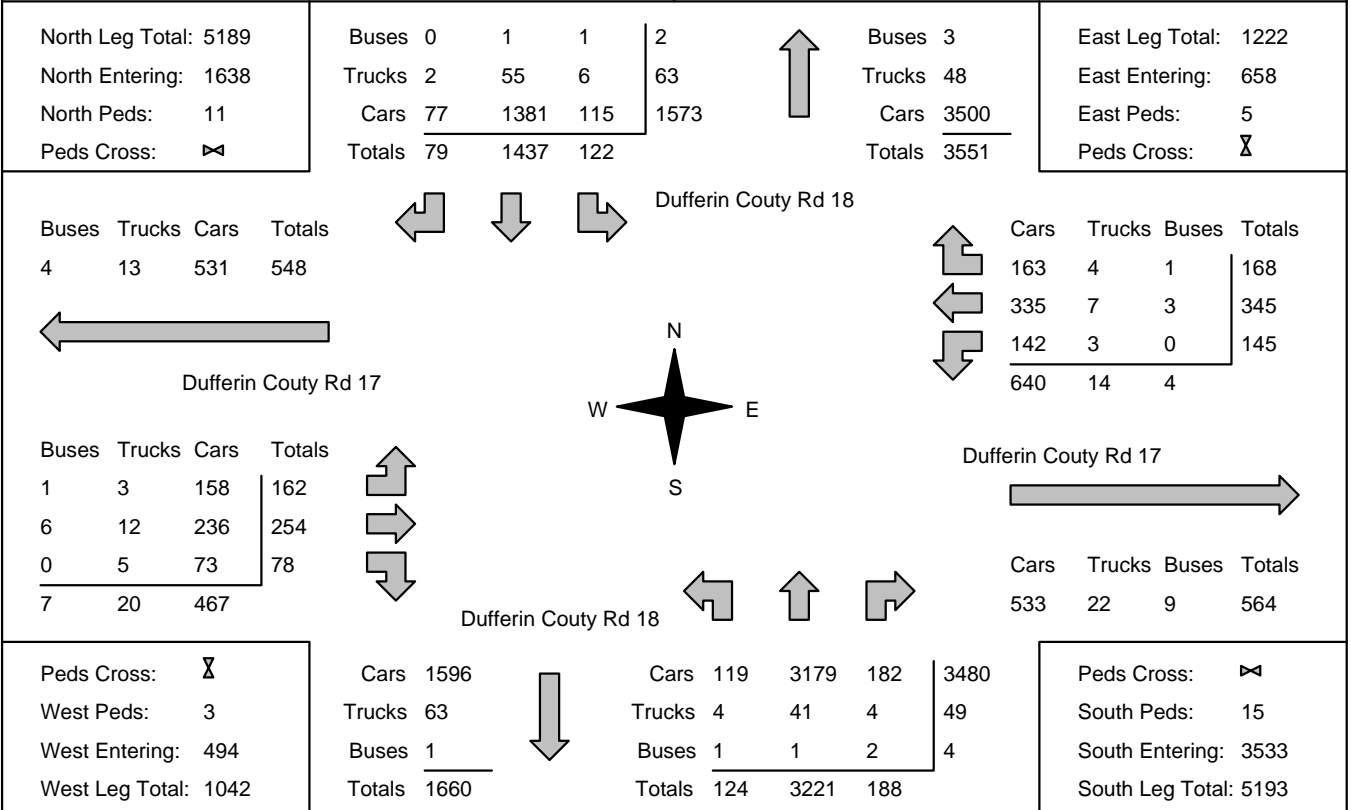 North Leg Total: 5189
North Entering: 1638
North Peds: 11
Peds Cross:
Buses 0 1 1 2
Trucks 2 55 6 63
Cars 77 1381 115 1573
Totals 79 1437 122
Buses 3
Trucks 48
Cars 3500
Totals 3551
East Leg Total: 1222
East Entering: 658
East Peds: 5
Peds Cross:
Dufferin Couty Rd 18
Buses Trucks Cars Totals
4 13 531 548
Cars Trucks Buses Totals
163 4 1 168
335 7 3 345
142 3 0 145
640 14 4
Dufferin Couty Rd 17
N
W E
S
Buses Trucks Cars Totals
1 3 158 162
6 12 236 254
0 5 73 78
7 20 467
Dufferin Couty Rd 17
Cars Trucks Buses Totals
533 22 9 564
Dufferin Couty Rd 18
Peds Cross:
West Peds: 3
West Entering: 494
West Leg Total: 1042
Cars 1596
Trucks 63
Buses 1
Totals 1660
Cars 119 3179 182 3480
Trucks 4 41 4 49
Buses 1 1 2 4
Totals 124 3221 188
Peds Cross:
South Peds: 15
South Entering: 3533
South Leg Total: 5193